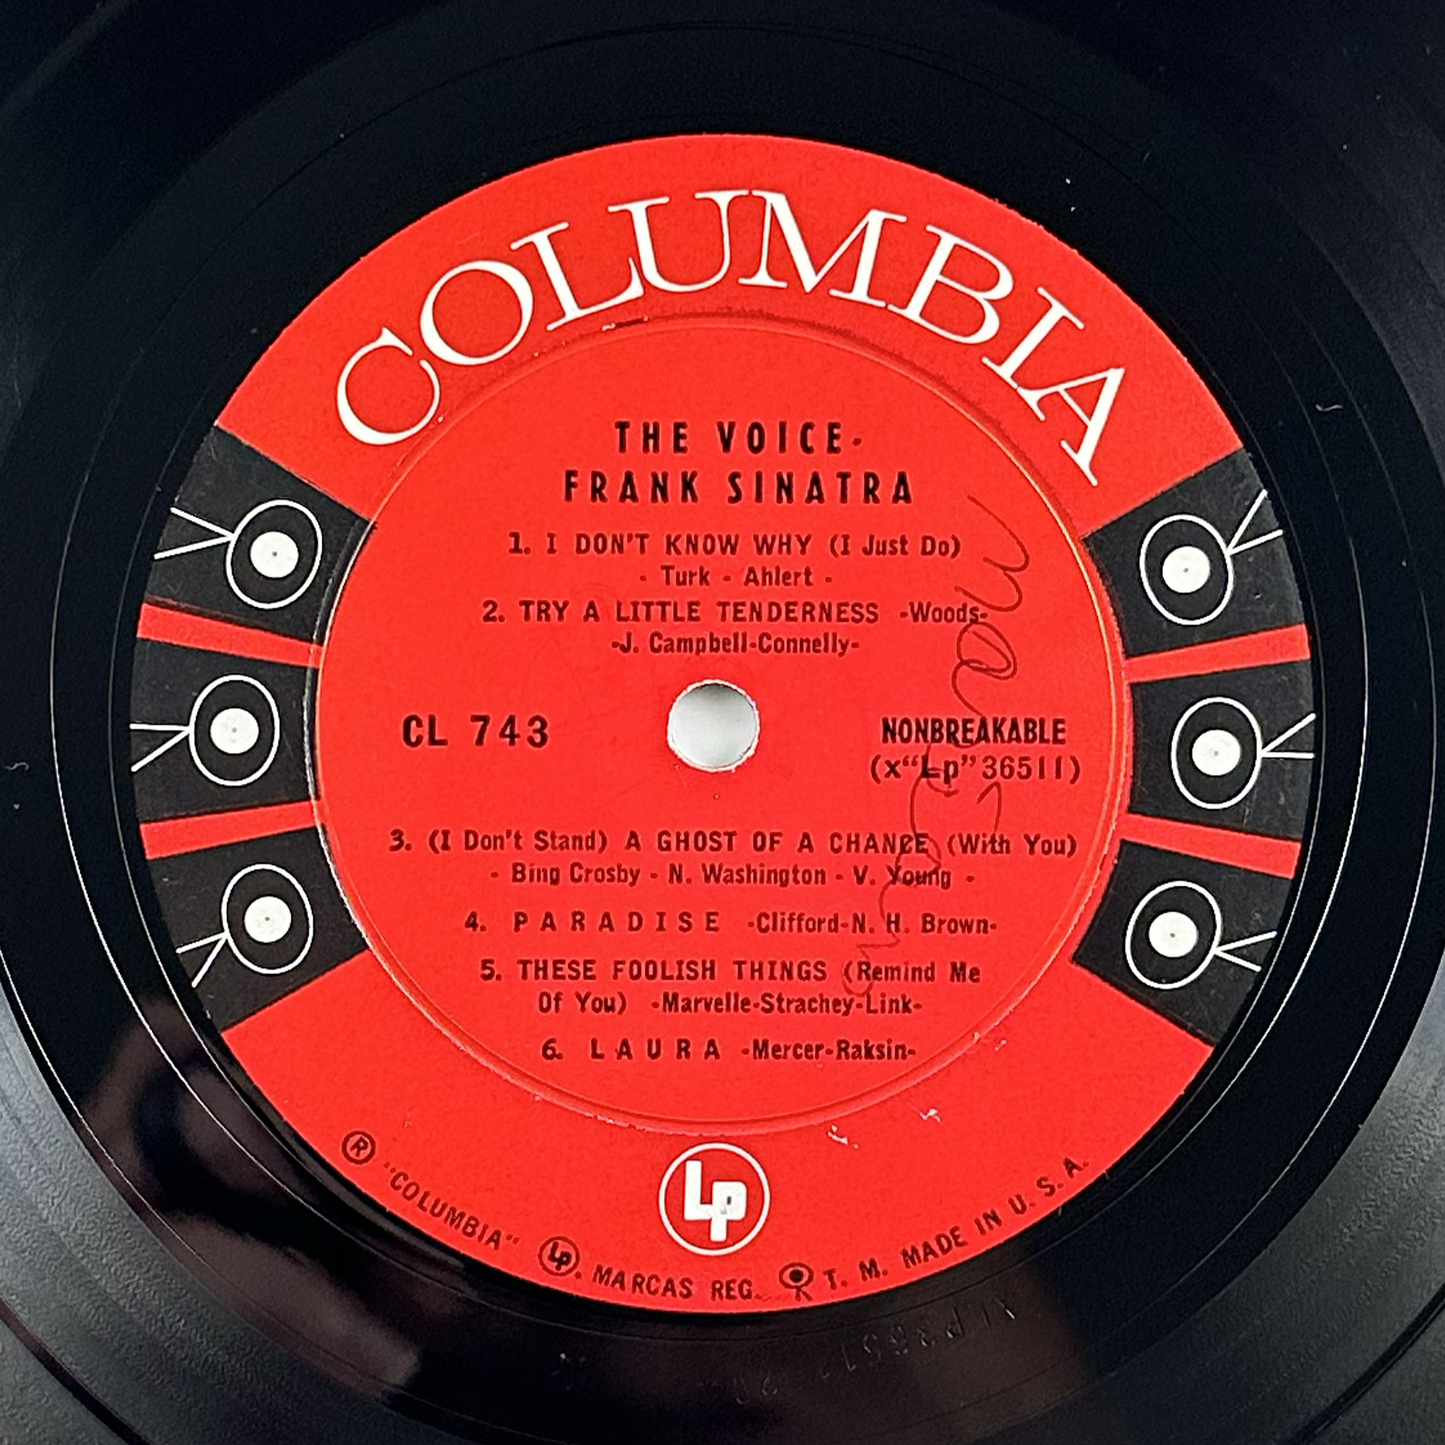 COLUMBIA
THE VOICE-
FRANK SINATRA
1. I DON'T KNOW WHY (I Just Do)
- Turk - Ahlert -
2. TRY A LITTLE TENDERNESS -Woods-
-J. Campbell-Connelly-
CL 743
NONBREAKABLE
(x“Lp”36511)
3. (I Don't Stand) A GHOST OF A CHANCE (With You)
- Bing Crosby - N. Washington - V. Young -
4. PARADISE -Clifford-N. H. Brown-
5. THESE FOOLISH THINGS (Remind Me
Of You) -Marvelle-Strachey-Link-
6. LAURA -Mercer-Raksin-
LP
® "COLUMBIA" LP. MARCAS REG. T. M. MADE IN U. S. A.